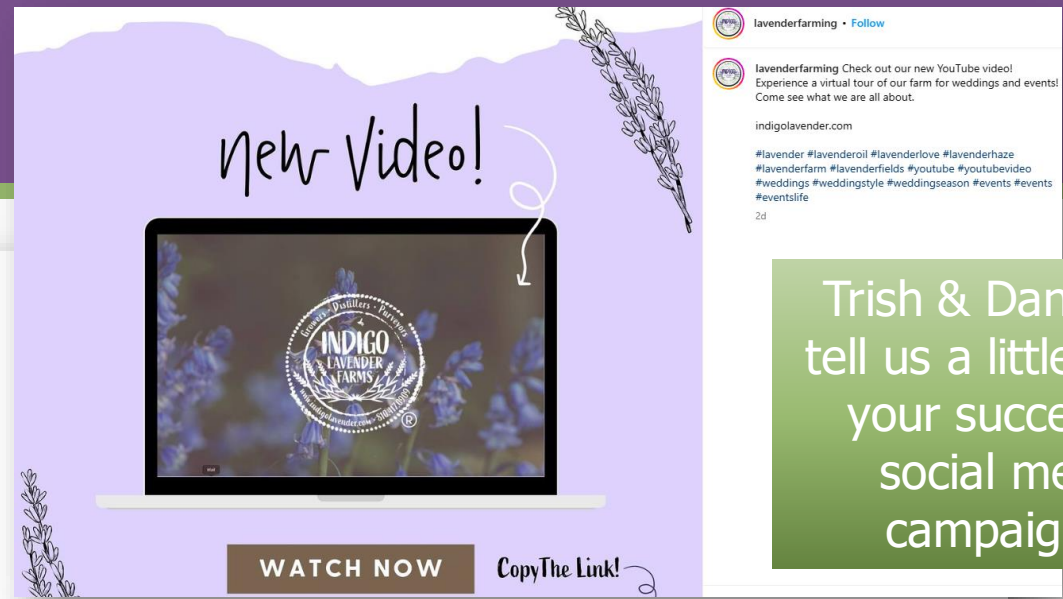 new Video!
Growers • Distillers • Purveyors
INDIGO
LAVENDER
FARMS
www.indigolavender.com
®
WATCH NOW
CopyThe Link!
lavenderfarming • Follow
lavenderfarming Check out our new YouTube video!
Experience a virtual tour of our farm for weddings and events!
Come see what we are all about.
indigolavender.com
#lavender #lavenderoil #lavenderlove #lavenderhaze
#lavenderfarm #lavenderfields #youtube #youtubevideo
#weddings #weddingstyle #weddingseason #events #events
#eventslife
2d
Trish & Dan
tell us a little
your succe
social me
campaig